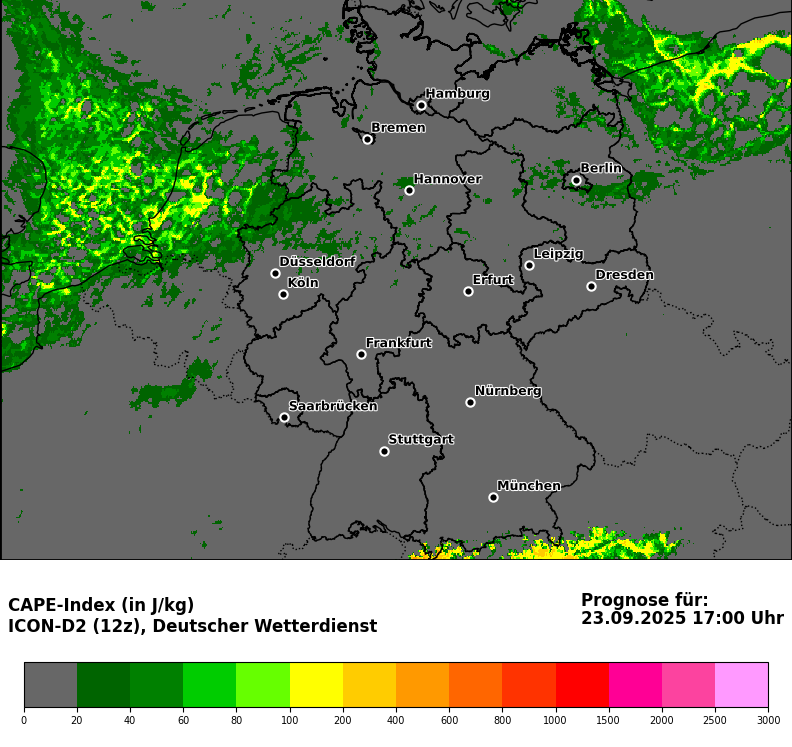 Hamburg
Bremen
Berlin
Hannover
Leipzig
Düsseldorf
Dresden
Erfurt
Köln
Frankfurt
Nürnberg
Saarbrücken
Stuttgart
München
CAPE-Index (in J/kg)
ICON-D2 (12z), Deutscher Wetterdienst
Prognose für:
23.09.2025 17:00 Uhr
0 20 40 60 80 100 200 400 600 800 1000 1500 2000 2500 3000